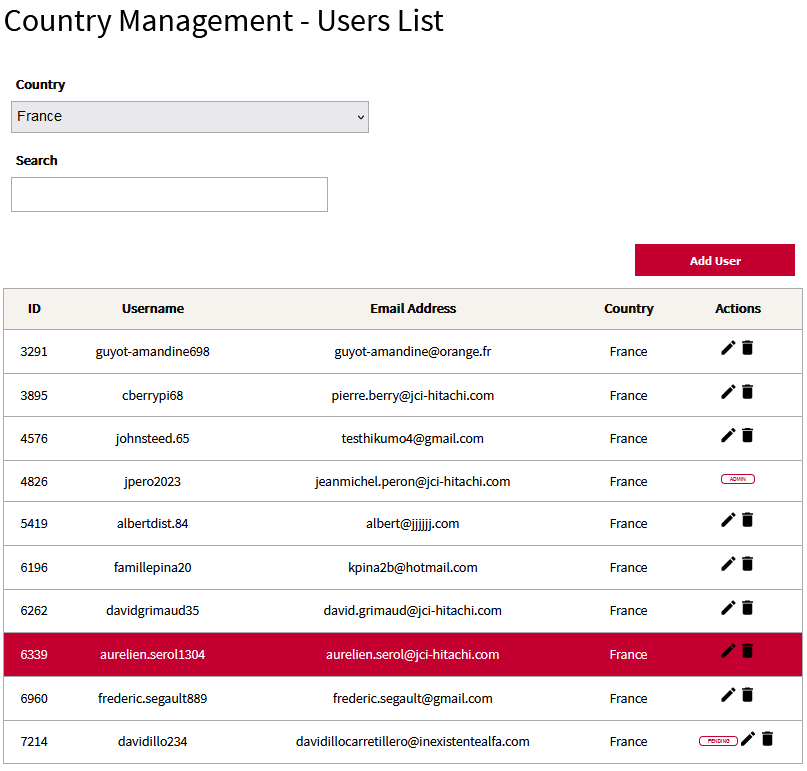 Country Management - Users List
Country
France
Search
Add User
ID Username Email Address Country Actions
3291 guyot-amandine698 guyot-amandine@orange.fr France
3895 cberrypi68 pierre.berry@jci-hitachi.com France
4576 johnsteed.65 testhikumo4@gmail.com France
4826 jpero2023 jeanmichel.peron@jci-hitachi.com France ADMIN
5419 albertdist.84 albert@jjjjjj.com France
6196 famillepina20 kpina2b@hotmail.com France
6262 davidgrimaud35 david.grimaud@jci-hitachi.com France
6339 aurelien.serol1304 aurelien.serol@jci-hitachi.com France
6960 frederic.segault889 frederic.segault@gmail.com France
7214 davidillo234 davidillocarretillero@inexistentealfa.com France PENDING